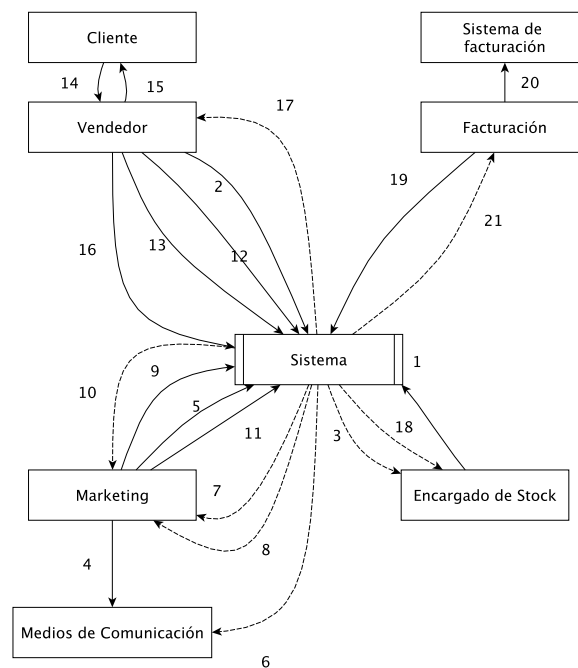 Cliente
Sistema de
facturación
14
15
20
17
Vendedor
Facturación
2
19
21
16
13
12
Sistema
1
10
9
5
11
3
18
Marketing
7
Encargado de Stock
8
4
Medios de Comunicación
6